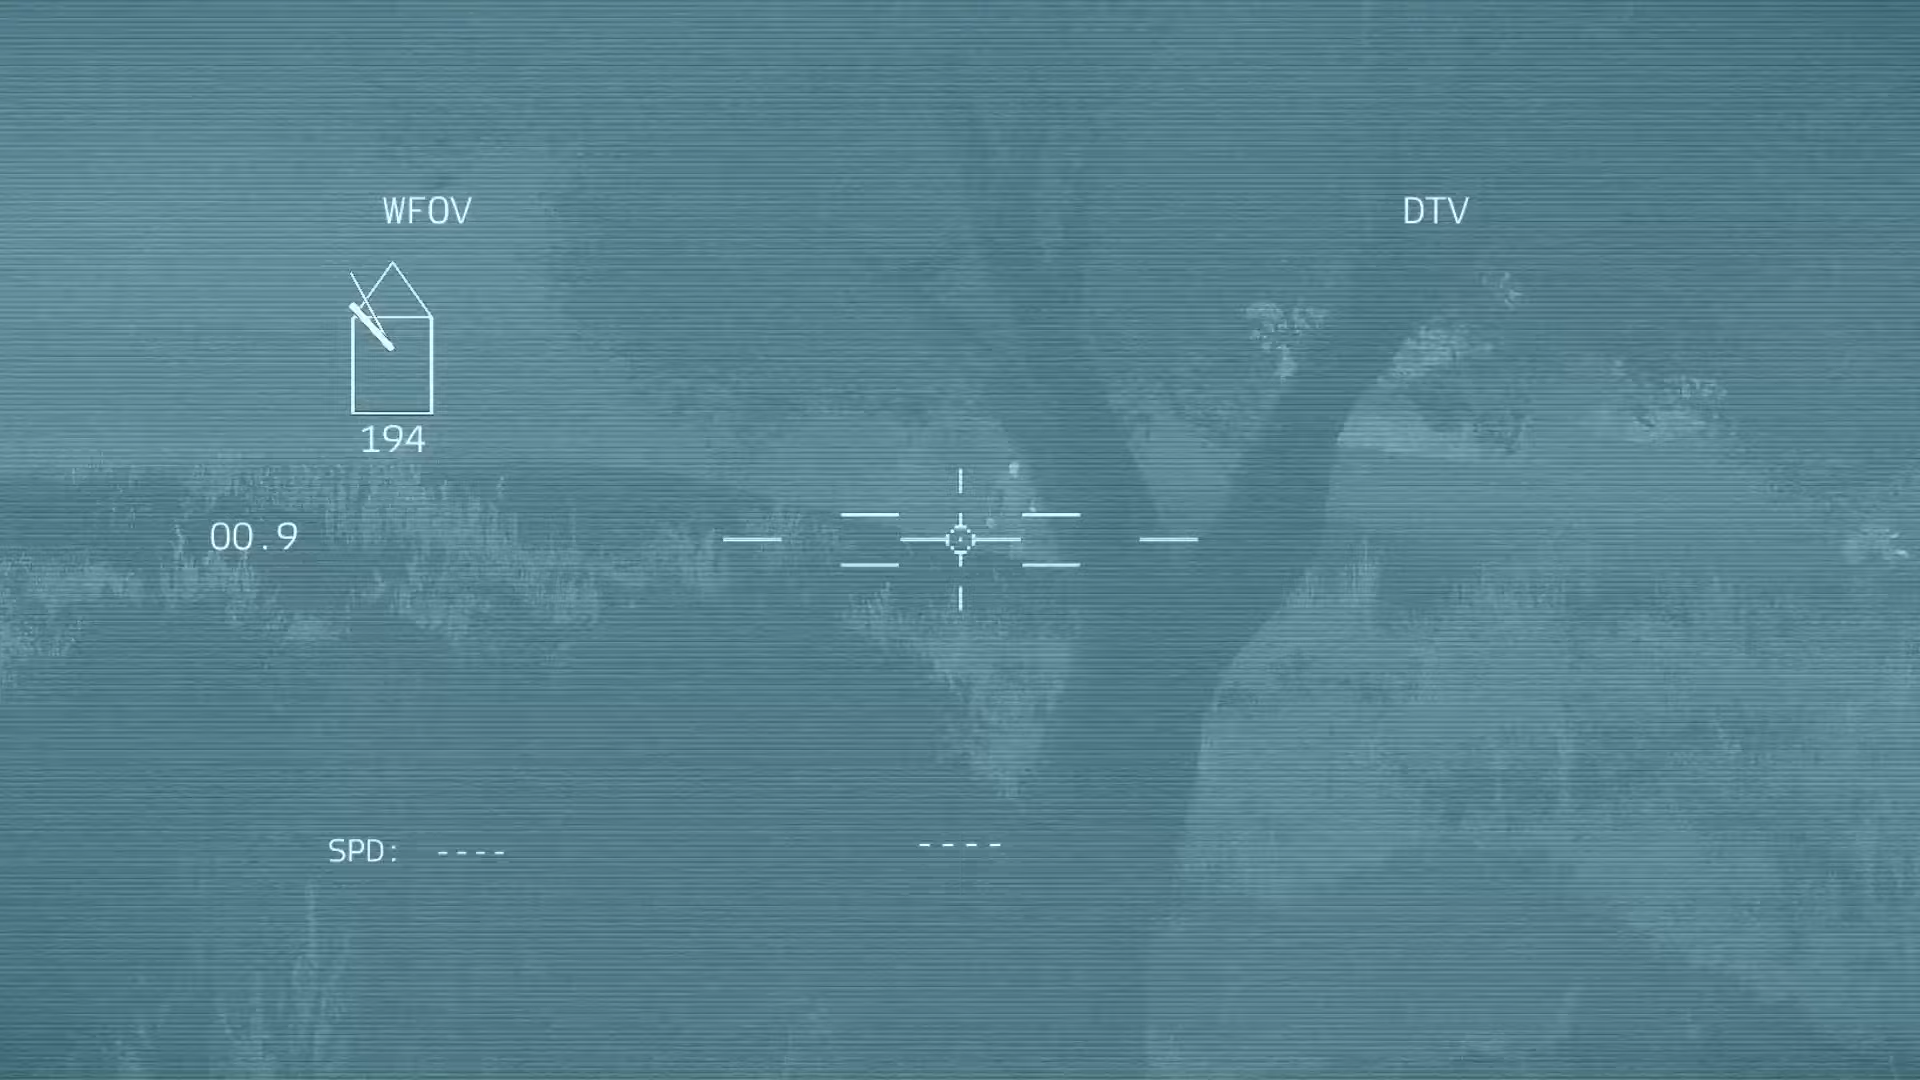 WFOV
DTV
194
00.9
SPD: ----
----